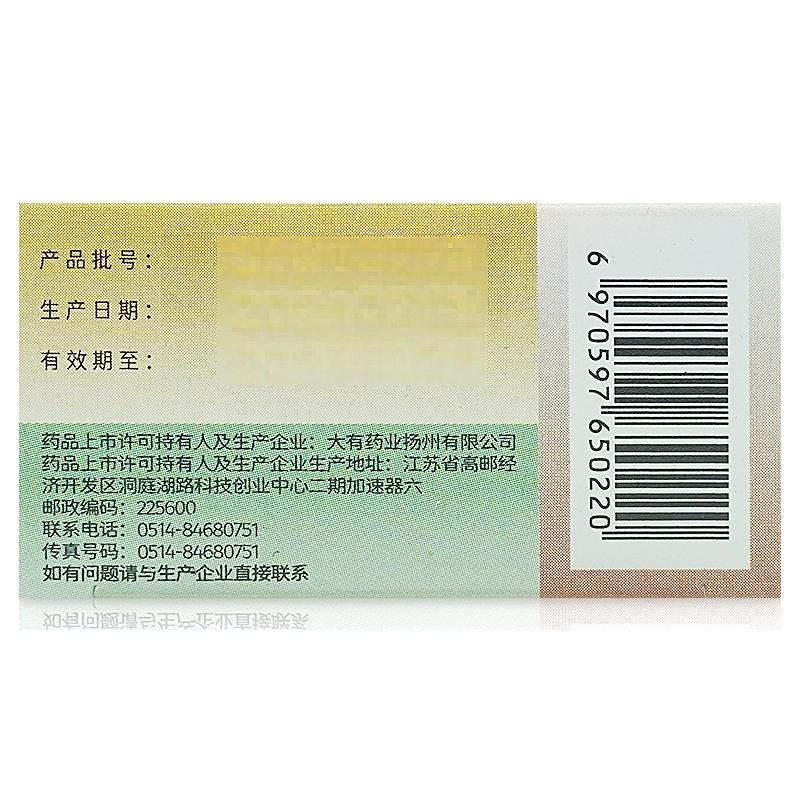 产品批号：
生产日期：
有效期至：
药品上市许可持有人及生产企业：大有药业扬州有限公司
药品上市许可持有人及生产企业生产地址：江苏省高邮经
济开发区洞庭湖路科技创业中心二期加速器六
邮政编码：225600
联系电话：0514-84680751
传真号码：0514-84680751
如有问题请与生产企业直接联系
6 970597 650220